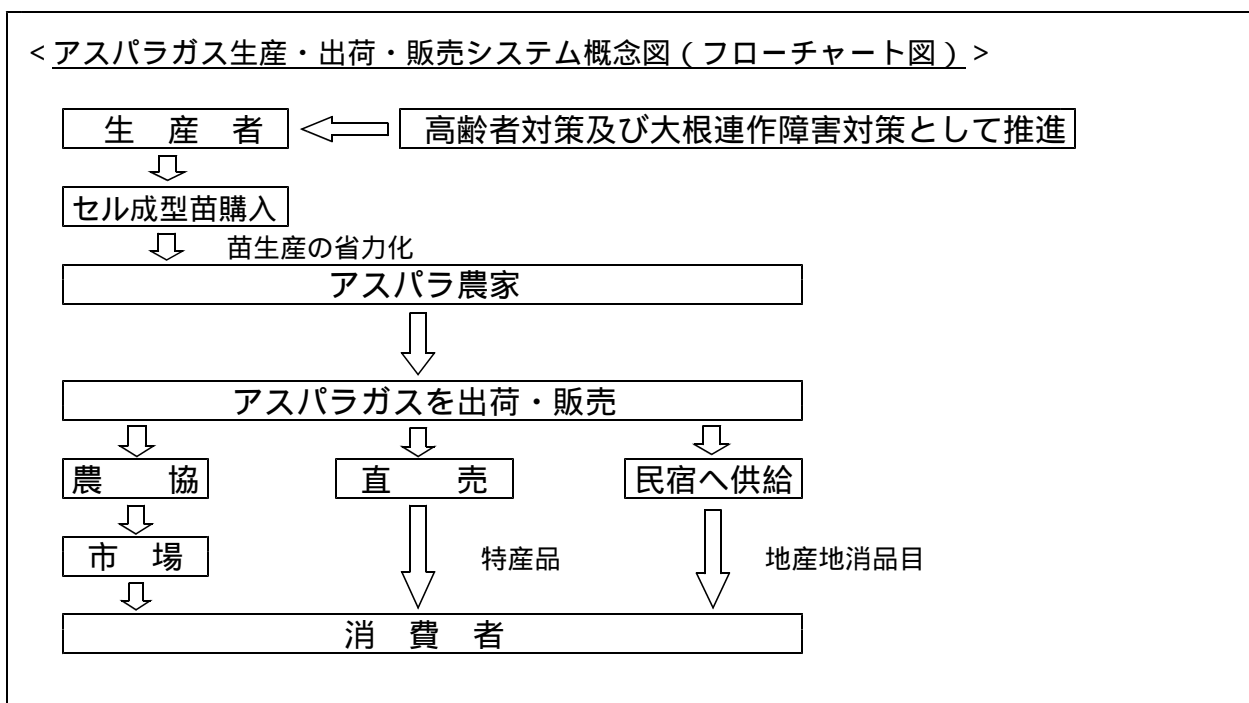 <アスパラガス生産・出荷・販売システム概念図(フローチャート図)>
生 産 者
高齢者対策及び大根連作障害対策として推進
セル成型苗購入
苗生産の省力化
アスパラ農家
アスパラガスを出荷・販売
農 協
直 売
民宿へ供給
市 場
特産品
地産地消品目
消 費 者